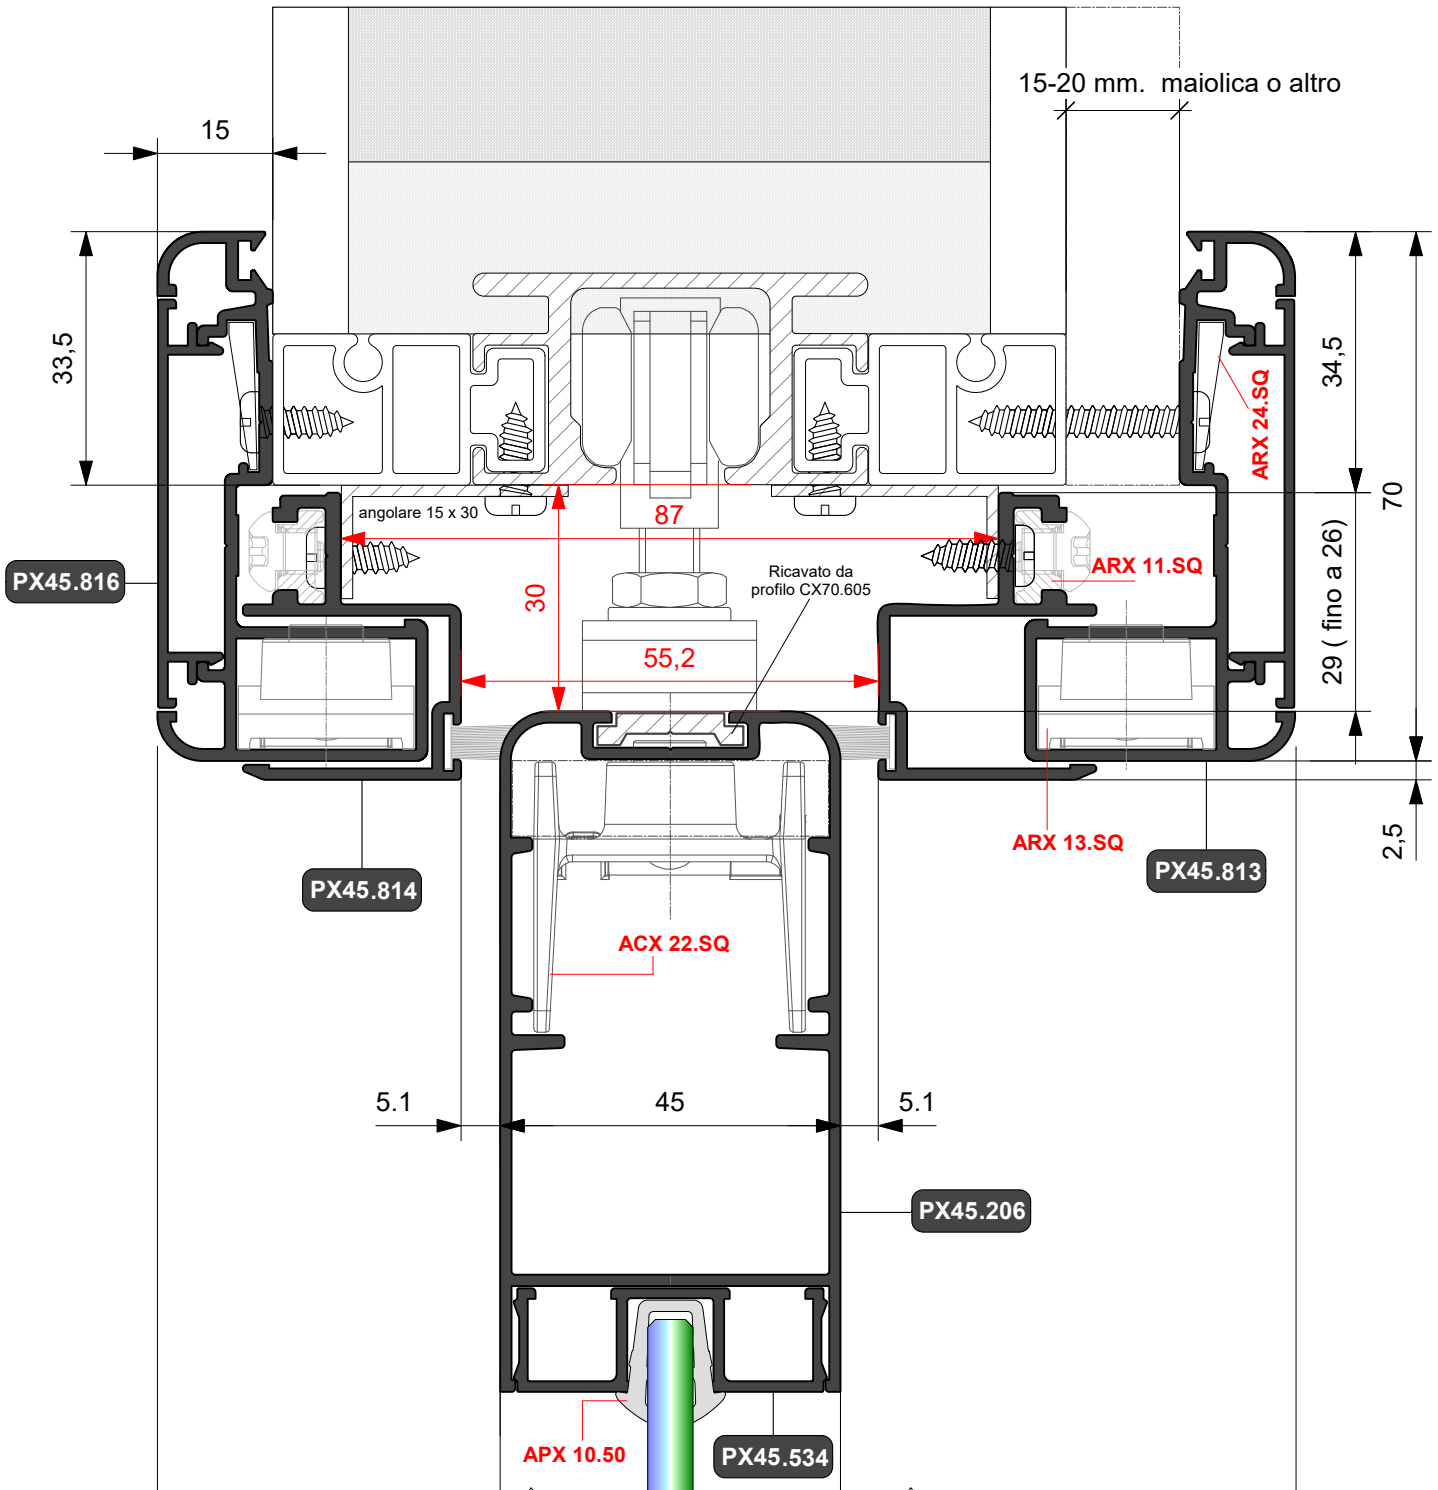 15-20 mm. maiolica o altro
15
33,5
34,5
ARX 24.SQ
70
angolare 15 x 30
87
ARX 11.SQ
PX45.816
30
Ricavato da
profilo CX70.605
29 ( fino a 26)
55,2
ARX 13.SQ
2,5
PX45.814
PX45.813
ACX 22.SQ
5.1
45
5.1
PX45.206
APX 10.50
PX45.534